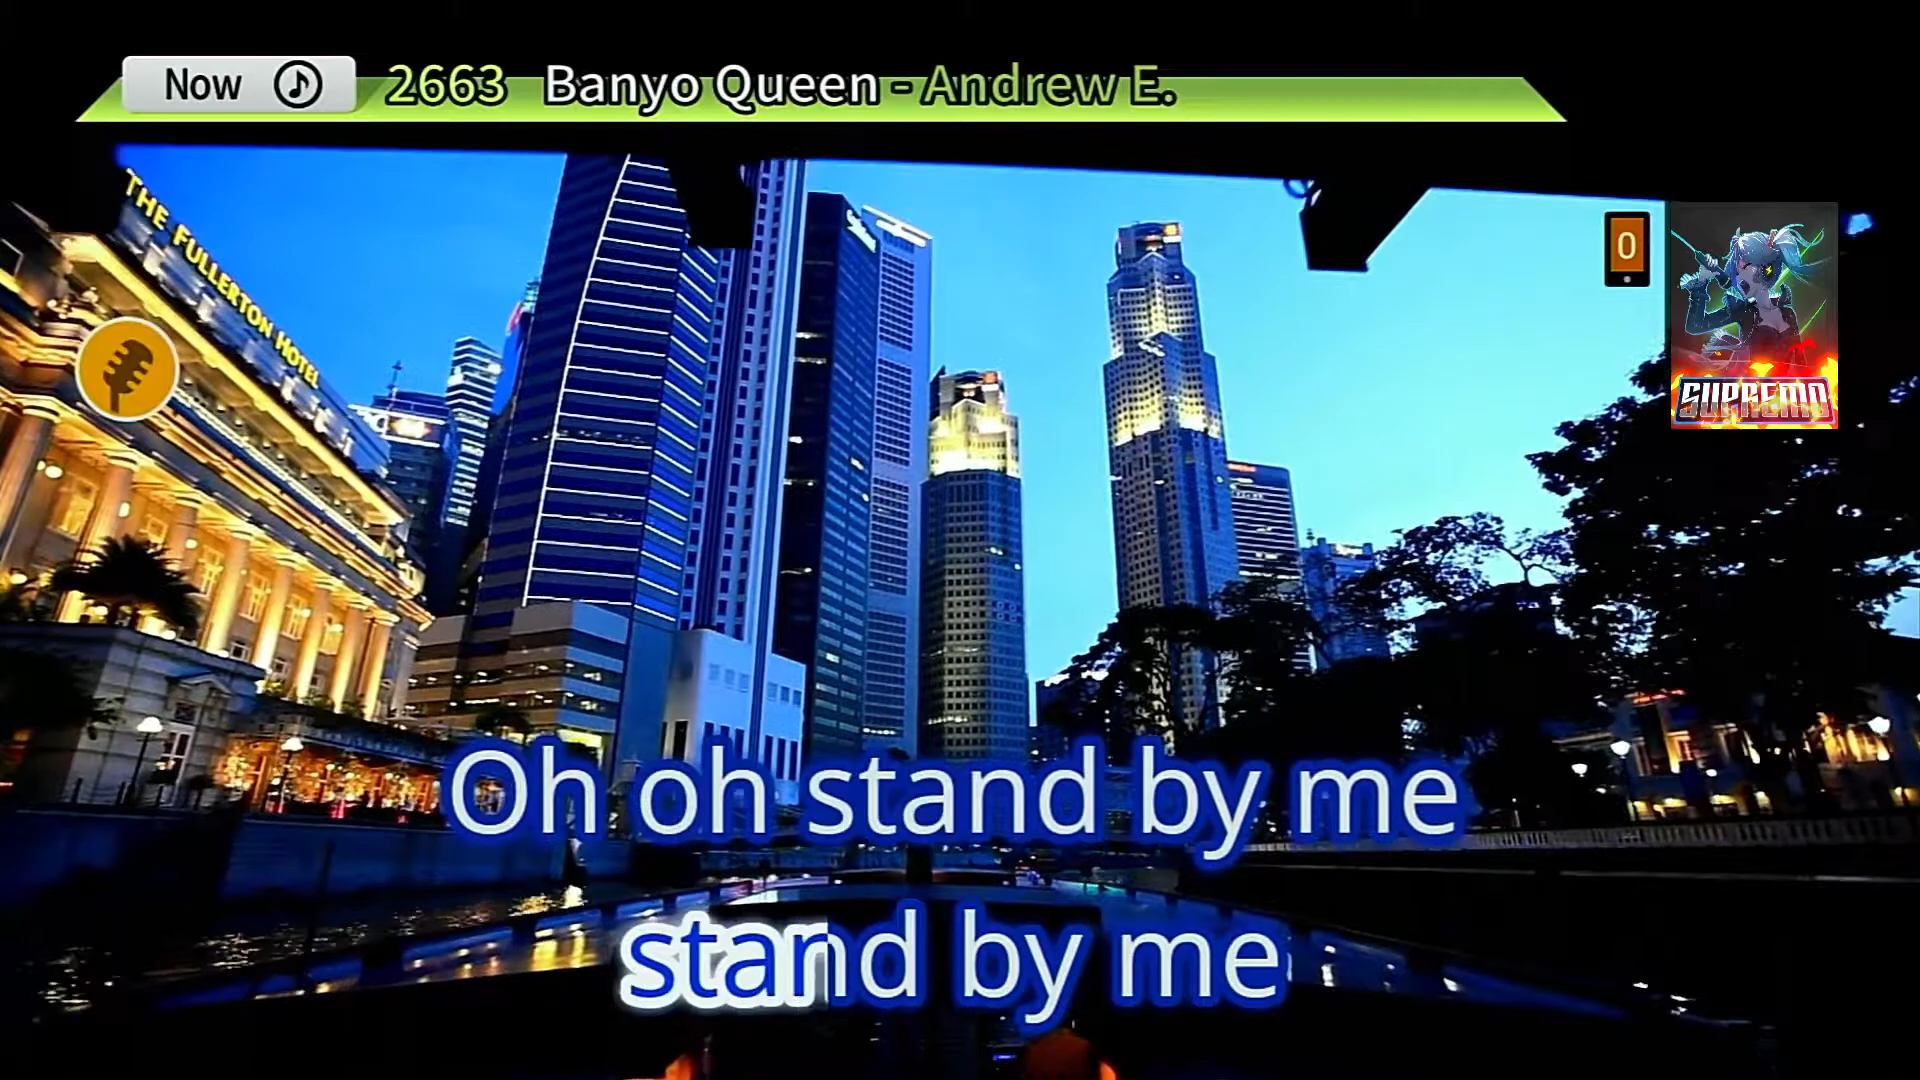 Now 2663 Banyo Queen - Andrew E.
THE FULLERTON HOTEL
0
SUPREMO
Oh oh stand by me
stand by me